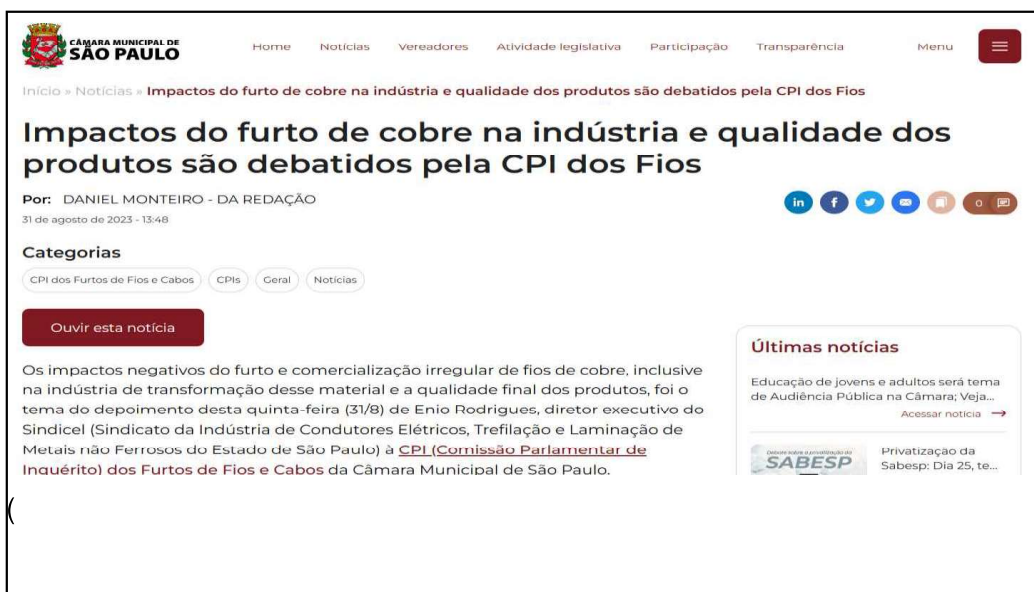 CÂMARA MUNICIPAL DE
SÃO PAULO
Home Notícias Vereadores Atividade legislativa Participação Transparência Menu
Início » Notícias » Impactos do furto de cobre na indústria e qualidade dos produtos são debatidos pela CPI dos Fios
Impactos do furto de cobre na indústria e qualidade dos
produtos são debatidos pela CPI dos Fios
Por: DANIEL MONTEIRO - DA REDAÇÃO
31 de agosto de 2023 - 13:48
0
Categorias
CPI dos Furtos de Fios e Cabos CPIs Geral Notícias
Ouvir esta notícia
Os impactos negativos do furto e comercialização irregular de fios de cobre, inclusive
na indústria de transformação desse material e a qualidade final dos produtos, foi o
tema do depoimento desta quinta-feira (31/8) de Enio Rodrigues, diretor executivo do
Sindicel (Sindicato da Indústria de Condutores Elétricos, Trefilação e Laminação de
Metais não Ferrosos do Estado de São Paulo) à CPI (Comissão Parlamentar de
Inquérito) dos Furtos de Fios e Cabos da Câmara Municipal de São Paulo.
Últimas notícias
Educação de jovens e adultos será tema
de Audiência Pública na Câmara; Veja...
Acessar notícia →
Debate sobre a privatização da
SABESP
Privatização da
Sabesp: Dia 25, te...
(